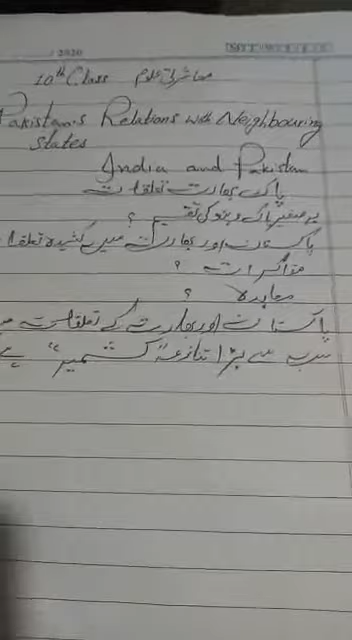 / 2020
10th Class معاشرتی علوم
Pakistan's Relations with Neighbouring
States
India and Pakistan
پاک بھارت تعلقات
برصغیر پاک و ہند کی تقسیم ؟
پاکستان اور بھارت میں کشیدہ تعلقا
مذاکرات ؟
معاہدہ ؟
پاکستان اور بھارت کے تعلقات
سب سے بڑا تنازعہ "کشمیر" ہے